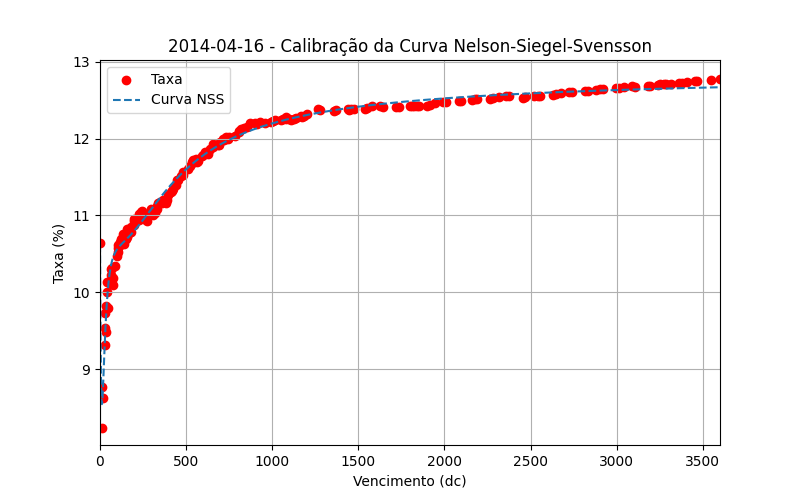 2014-04-16 - Calibração da Curva Nelson-Siegel-Svensson
Taxa
Curva NSS
Taxa (%)
13
12
11
10
9
0 500 1000 1500 2000 2500 3000 3500
Vencimento (dc)